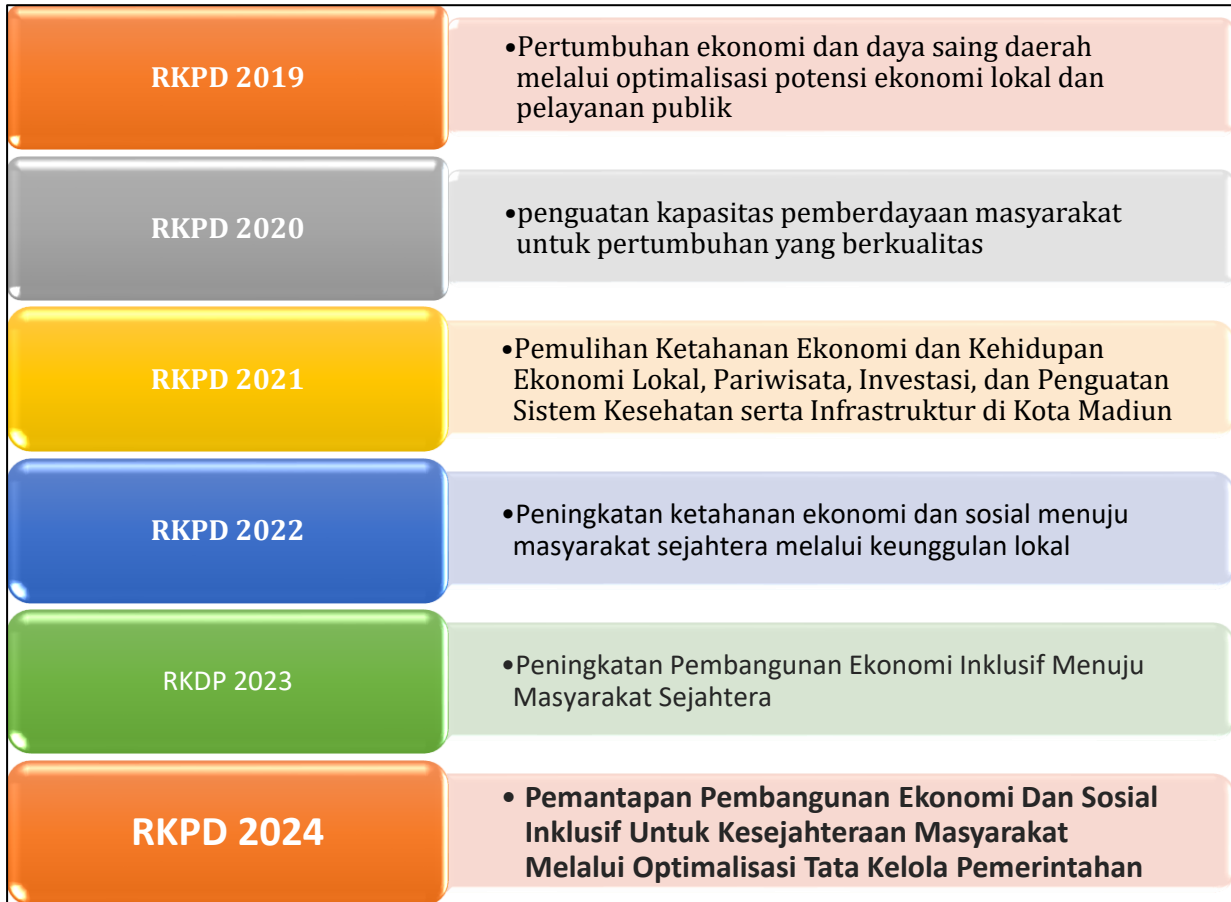 RKPD 2019
•Pertumbuhan ekonomi dan daya saing daerah
melalui optimalisasi potensi ekonomi lokal dan
pelayanan publik
RKPD 2020
•penguatan kapasitas pemberdayaan masyarakat
untuk pertumbuhan yang berkualitas
RKPD 2021
•Pemulihan Ketahanan Ekonomi dan Kehidupan
Ekonomi Lokal, Pariwisata, Investasi, dan Penguatan
Sistem Kesehatan serta Infrastruktur di Kota Madiun
RKPD 2022
•Peningkatan ketahanan ekonomi dan sosial menuju
masyarakat sejahtera melalui keunggulan lokal
RKDP 2023
•Peningkatan Pembangunan Ekonomi Inklusif Menuju
Masyarakat Sejahtera
RKPD 2024
• Pemantapan Pembangunan Ekonomi Dan Sosial
Inklusif Untuk Kesejahteraan Masyarakat
Melalui Optimalisasi Tata Kelola Pemerintahan